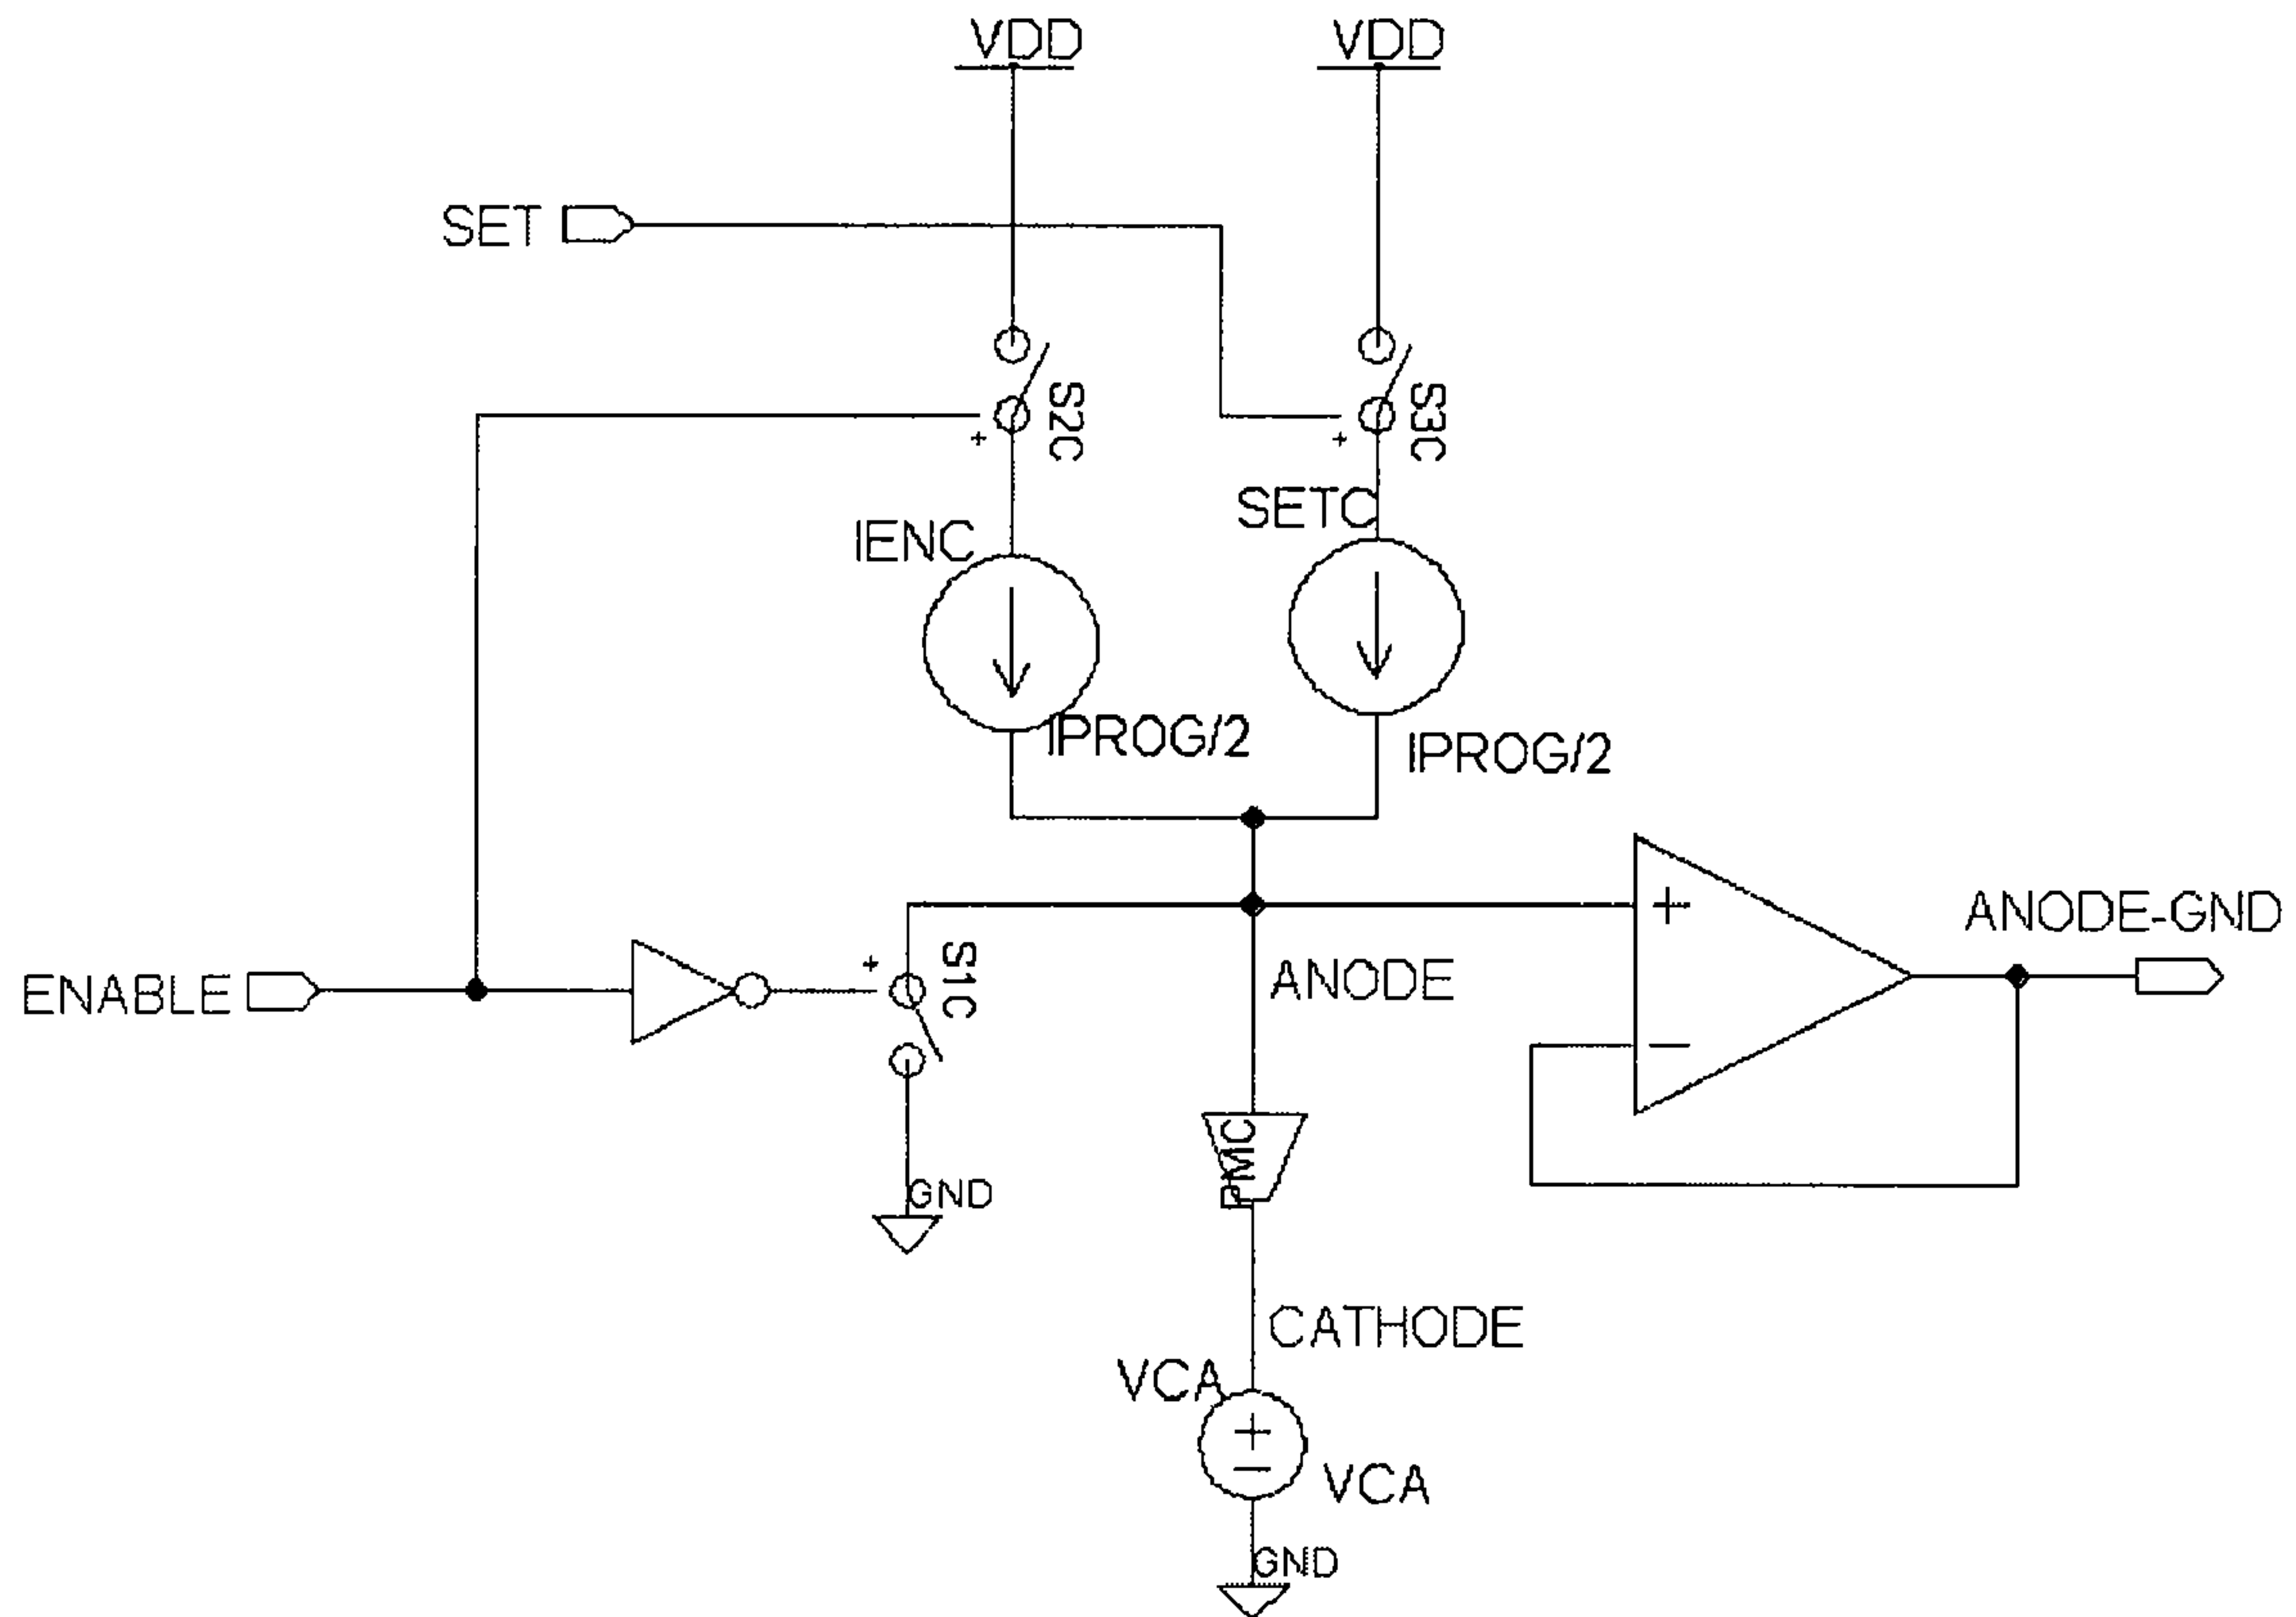 VDD
VDD
SET
S2C
S3C
SETC
IENC
IPROG/2
IPROG/2
+
ANODE-GND
S1C
ANODE
ENABLE
PMC
GND
CATHODE
VCA
VCA
GND